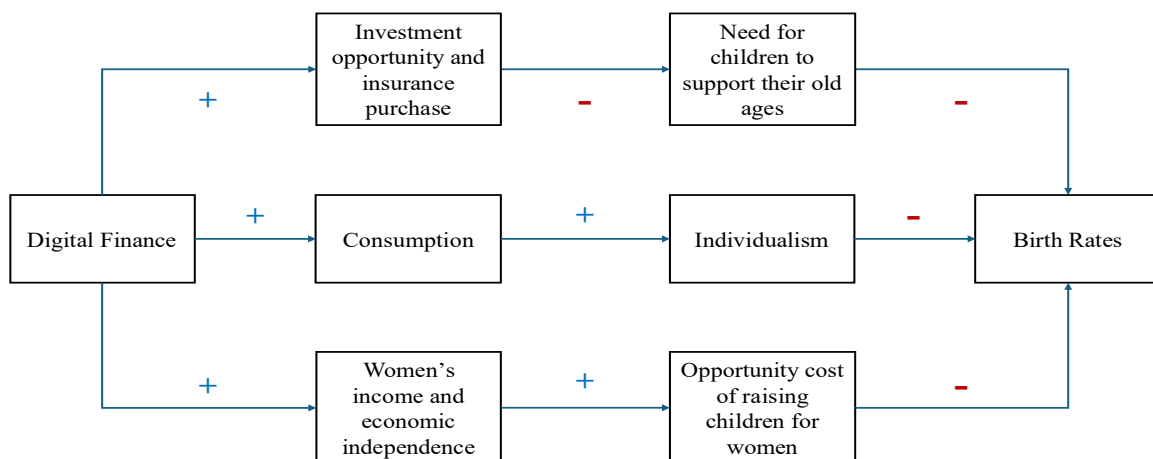 Investment
opportunity and
insurance
purchase
Need for
children to
support their old
ages
+
-
-
Digital Finance
+
Consumption
+
Individualism
-
Birth Rates
+
Women's
income and
economic
independence
+
Opportunity cost
of raising
children for
women
-